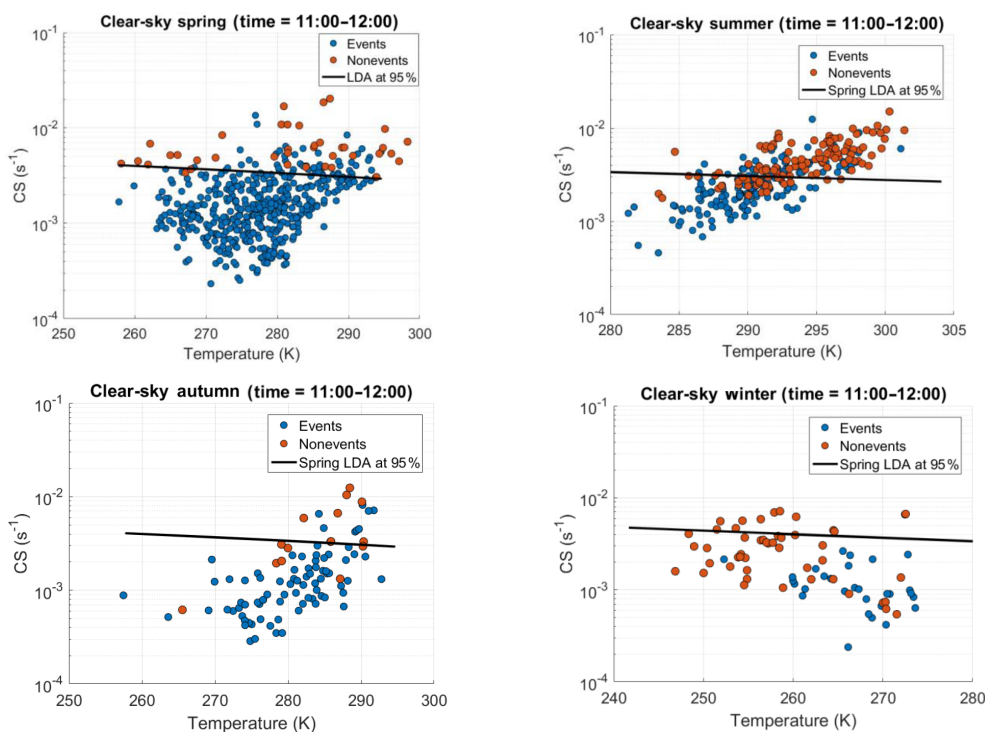 Clear-sky spring (time = 11:00–12:00)
10⁻¹
10⁻²
10⁻³
10⁻⁴
CS (s⁻¹)
Events
Nonevents
LDA at 95%
250 260 270 280 290 300
Temperature (K)
Clear-sky summer (time = 11:00–12:00)
10⁻¹
10⁻²
10⁻³
10⁻⁴
CS (s⁻¹)
Events
Nonevents
Spring LDA at 95%
280 285 290 295 300 305
Temperature (K)
Clear-sky autumn (time = 11:00–12:00)
10⁻¹
10⁻²
10⁻³
10⁻⁴
CS (s⁻¹)
Events
Nonevents
Spring LDA at 95%
250 260 270 280 290 300
Temperature (K)
Clear-sky winter (time = 11:00–12:00)
10⁻¹
10⁻²
10⁻³
10⁻⁴
CS (s⁻¹)
Events
Nonevents
Spring LDA at 95%
240 250 260 270 280
Temperature (K)